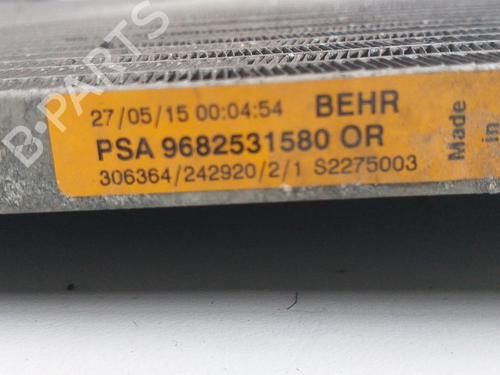 B-PARTS
27/05/15 00:04:54 BEHR
PSA 9682531580 OR
306364/242920/2/1 S2275003
Made
in